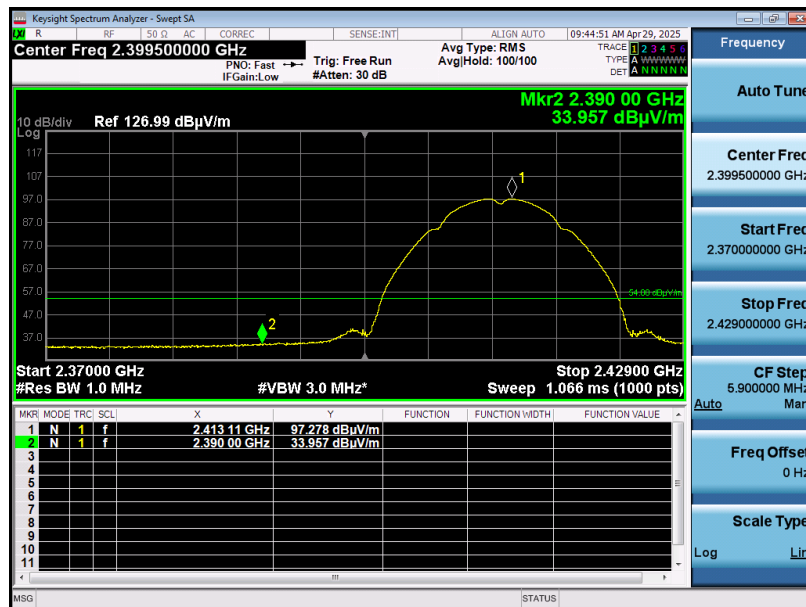 Keysight Spectrum Analyzer - Swept SA
LXI R RF 50 Ω AC CORREC SENSE:INT ALIGN AUTO 09:44:51 AM Apr 29, 2025
Center Freq 2.399500000 GHz
PNO: Fast
IFGain:Low
Trig: Free Run
#Atten: 30 dB
Avg Type: RMS
Avg|Hold: 100/100
TRACE 1 2 3 4 5 6
TYPE A WWWWW
DET A N N N N N
Mkr2 2.390 00 GHz
33.957 dBµV/m
10 dB/div Ref 126.99 dBµV/m
Log
117
107
97.0
87.0
77.0
67.0
57.0
47.0
37.0
1
2
54.00 dBµV/m
Start 2.37000 GHz Stop 2.42900 GHz
#Res BW 1.0 MHz #VBW 3.0 MHz* Sweep 1.066 ms (1000 pts)
MKR MODE TRC SCL X Y FUNCTION FUNCTION WIDTH FUNCTION VALUE
1 N 1 f 2.413 11 GHz 97.278 dBµV/m
2 N 1 f 2.390 00 GHz 33.957 dBµV/m
3
4
5
6
7
8
9
10
11
MSG STATUS
Frequency
Auto Tune
Center Freq
2.399500000 GHz
Start Freq
2.370000000 GHz
Stop Freq
2.429000000 GHz
CF Step
5.900000 MHz
Auto Man
Freq Offset
0 Hz
Scale Type
Log Lin